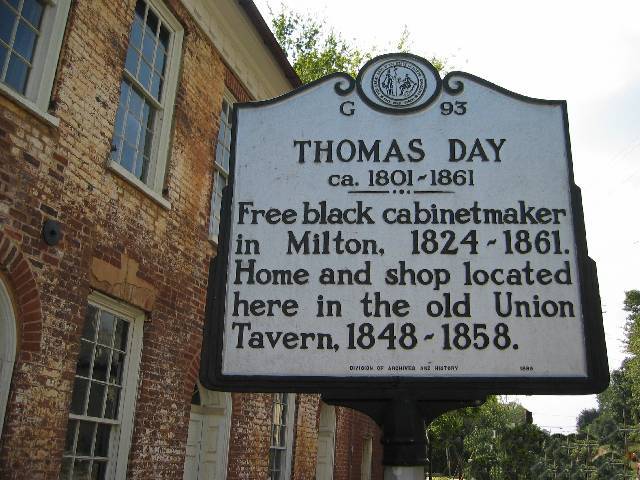 G 93
THOMAS DAY
ca. 1801~1861
Free black cabinetmaker
in Milton, 1824~1861.
Home and shop located
here in the old Union
Tavern, 1848~1858.
DIVISION OF ARCHIVES AND HISTORY